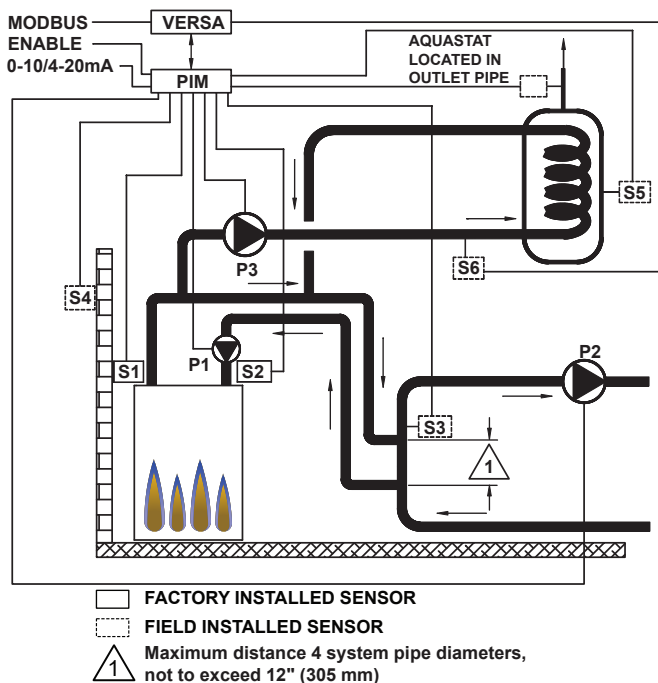 MODBUS
VERSA
ENABLE
0-10/4-20mA
PIM
AQUASTAT
LOCATED IN
OUTLET PIPE
S5
P3
S6
S4
S1
P1
S2
P2
S3
1
FACTORY INSTALLED SENSOR
FIELD INSTALLED SENSOR
1
Maximum distance 4 system pipe diameters,
not to exceed 12" (305 mm)